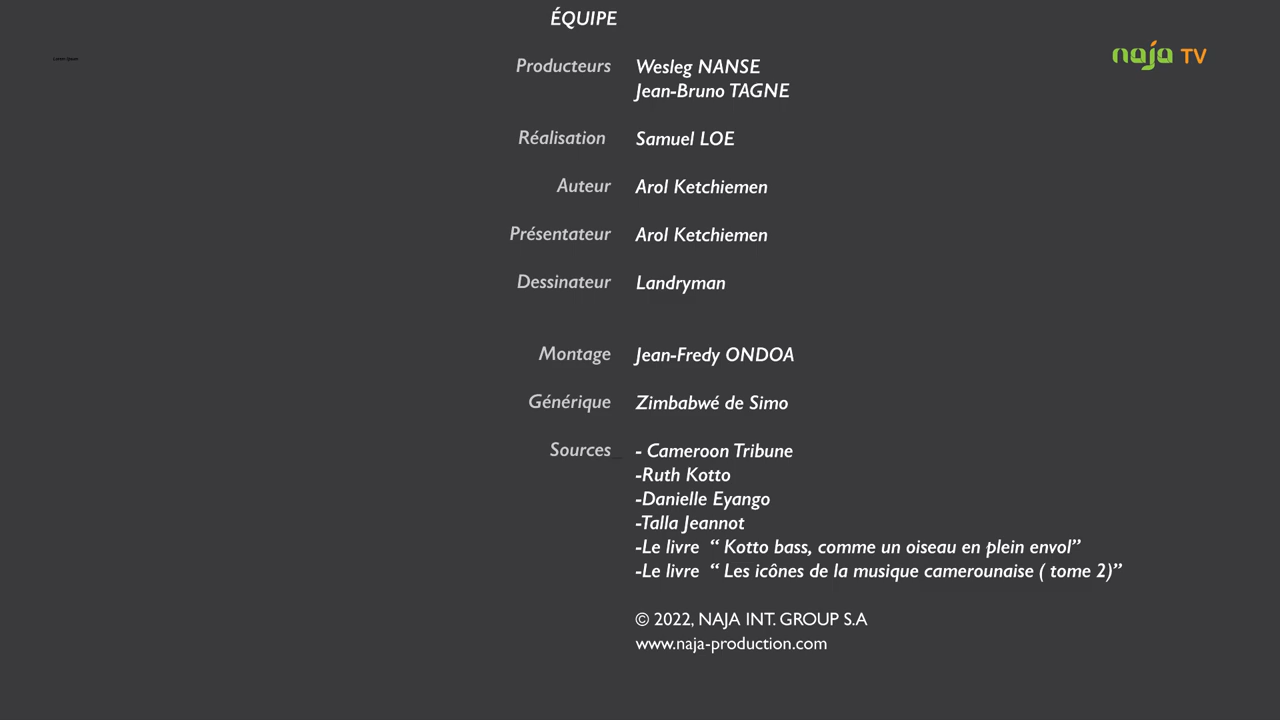 ÉQUIPE
naja TV
Lorem Ipsum
Producteurs Wesleg NANSE
Jean-Bruno TAGNE
Réalisation Samuel LOE
Auteur Arol Ketchiemen
Présentateur Arol Ketchiemen
Dessinateur Landryman
Montage Jean-Fredy ONDOA
Générique Zimbabwé de Simo
Sources - Cameroon Tribune
-Ruth Kotto
-Danielle Eyango
-Talla Jeannot
-Le livre “ Kotto bass, comme un oiseau en plein envol”
-Le livre “ Les icônes de la musique camerounaise ( tome 2)”
© 2022, NAJA INT. GROUP S.A
www.naja-production.com